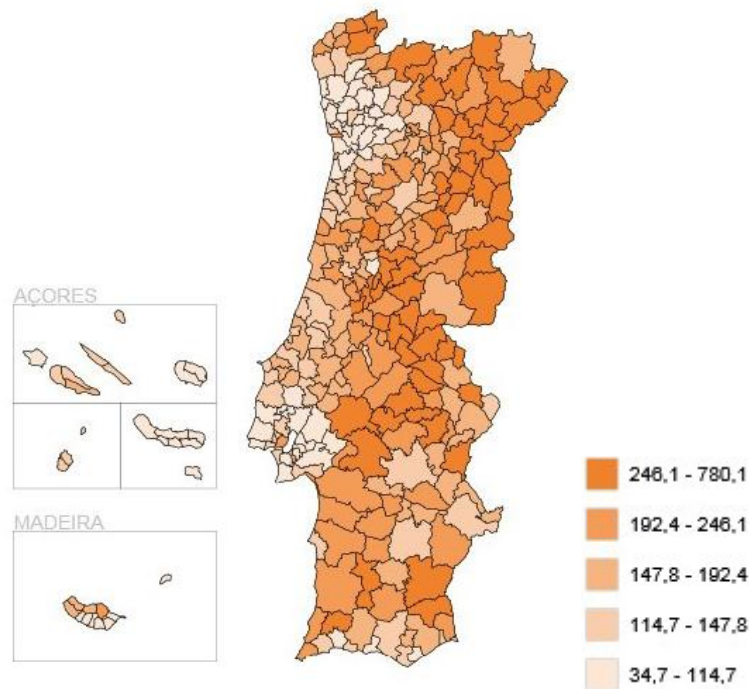 AÇORES
MADEIRA
246,1 - 780,1
192,4 - 246,1
147,8 - 192,4
114,7 - 147,8
34,7 - 114,7